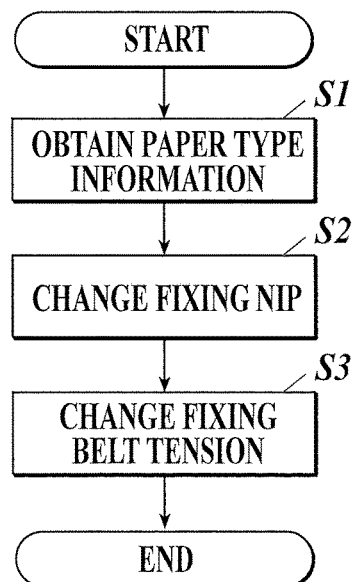 START
S1
OBTAIN PAPER TYPE
INFORMATION
S2
CHANGE FIXING NIP
S3
CHANGE FIXING
BELT TENSION
END